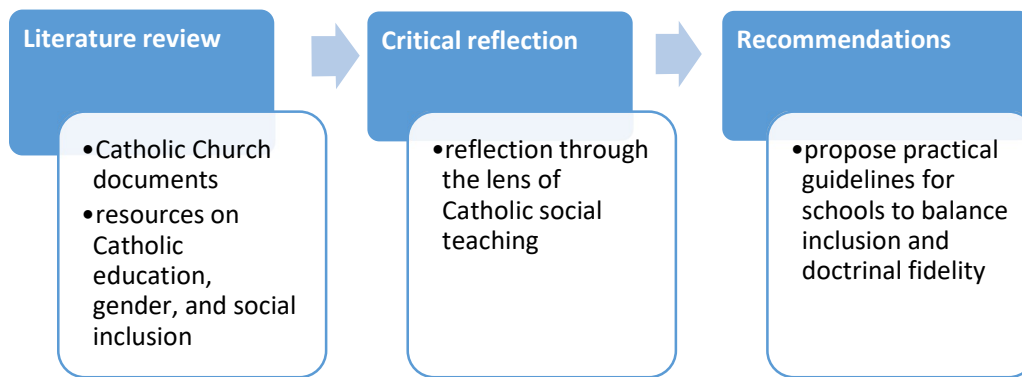 Literature review
•Catholic Church
documents
•resources on
Catholic
education,
gender, and social
inclusion
Critical reflection
•reflection through
the lens of
Catholic social
teaching
Recommendations
•propose practical
guidelines for
schools to balance
inclusion and
doctrinal fidelity